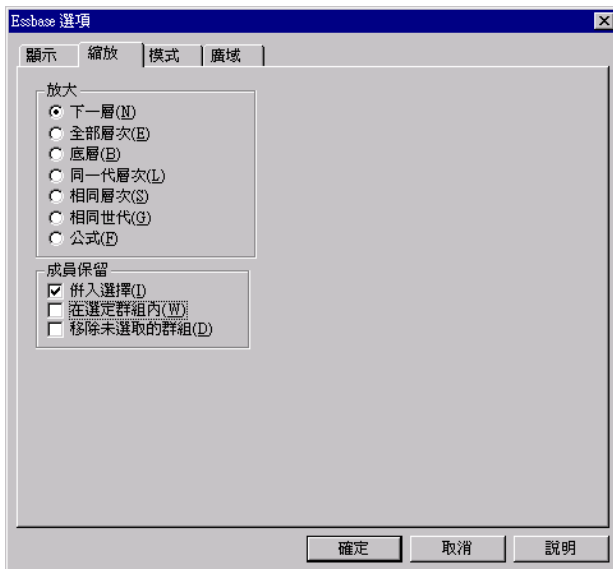 Essbase 選項
顯示 縮放 模式 廣域
放大
下一層(N)
全部層次(E)
底層(B)
同一代層次(L)
相同層次(S)
相同世代(G)
公式(F)
成員保留
併入選擇(I)
在選定群組內(W)
移除未選取的群組(D)
確定 取消 說明